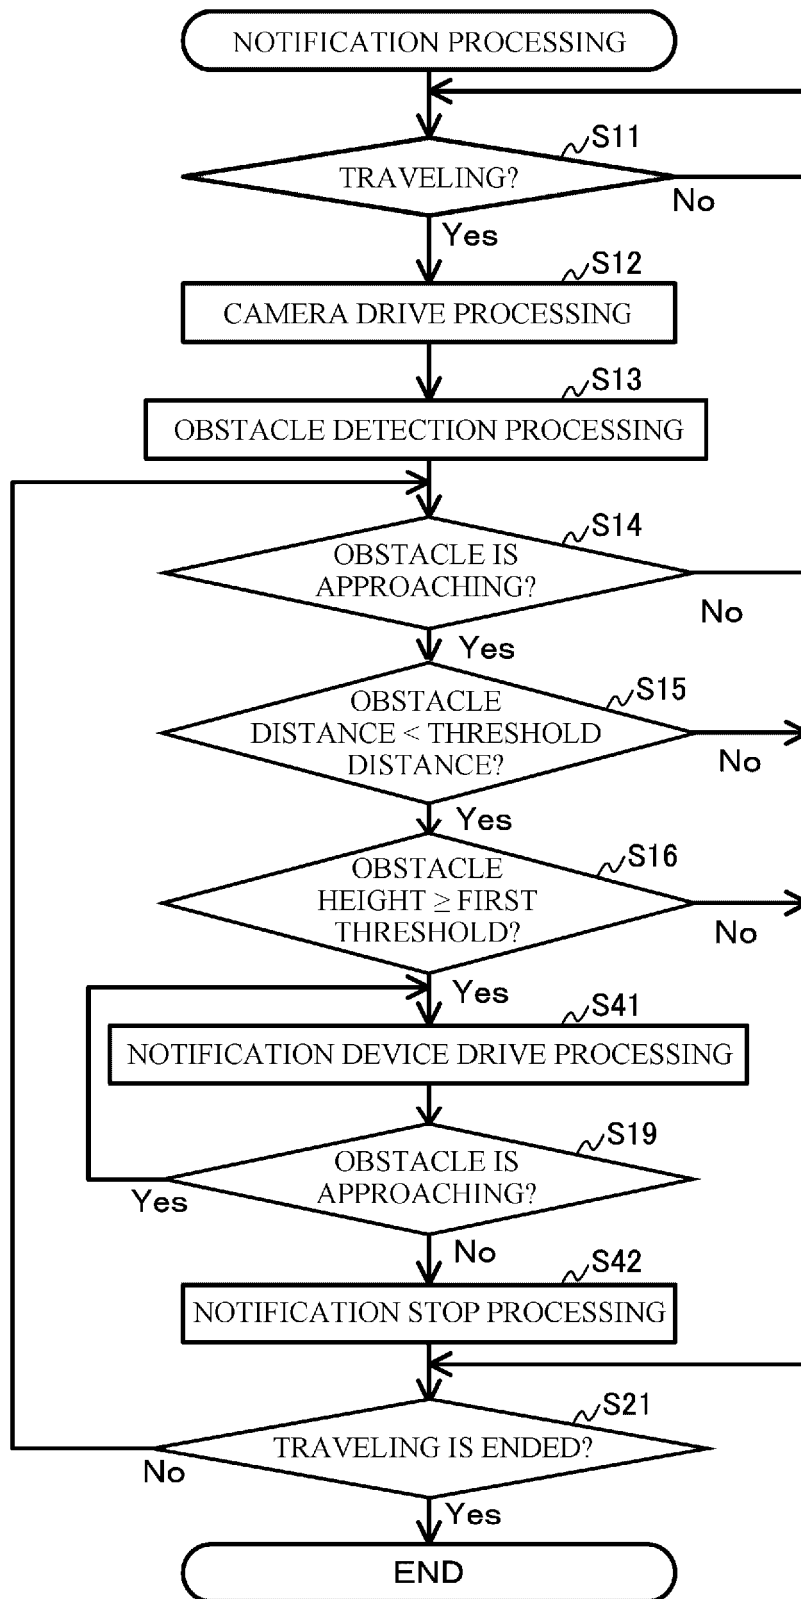 NOTIFICATION PROCESSING
S11
TRAVELING?
No
Yes
S12
CAMERA DRIVE PROCESSING
S13
OBSTACLE DETECTION PROCESSING
S14
OBSTACLE IS
APPROACHING?
No
Yes
S15
OBSTACLE
DISTANCE < THRESHOLD
DISTANCE?
No
Yes
S16
OBSTACLE
HEIGHT ≥ FIRST
THRESHOLD?
No
Yes
S41
NOTIFICATION DEVICE DRIVE PROCESSING
S19
OBSTACLE IS
APPROACHING?
Yes
No
S42
NOTIFICATION STOP PROCESSING
S21
TRAVELING IS ENDED?
No
Yes
END